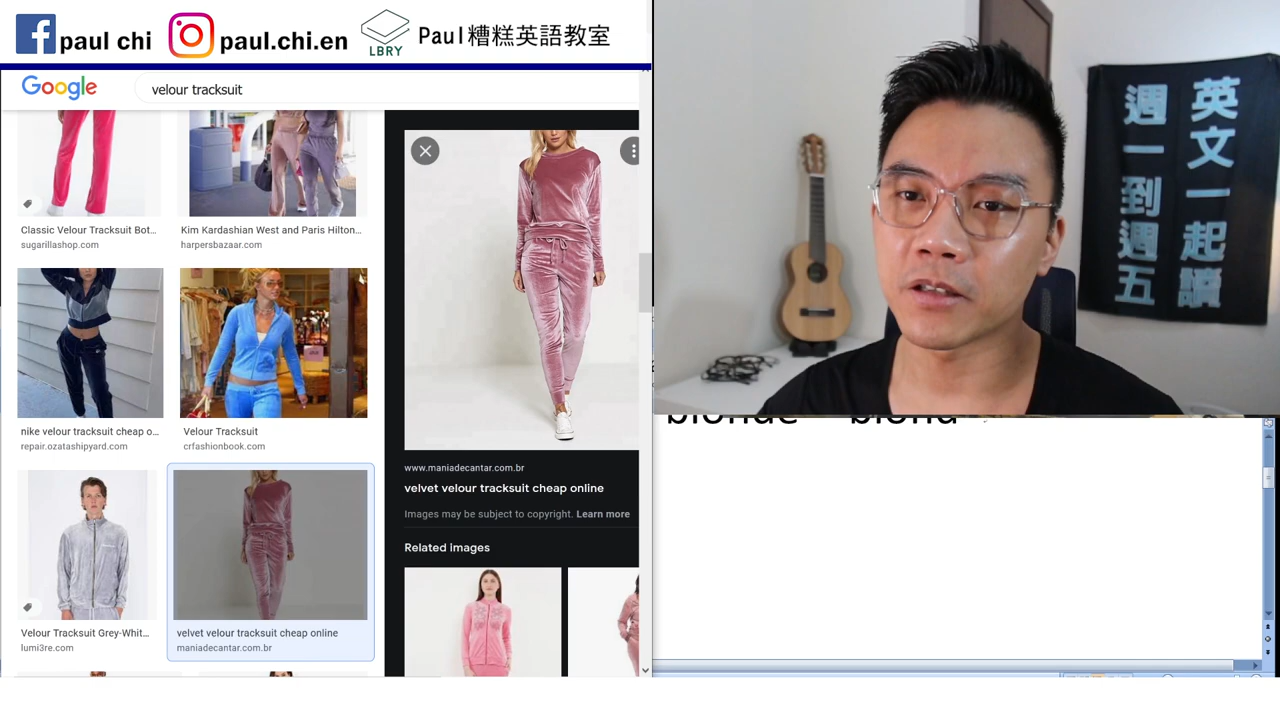 paul chi
paul.chi.en
LBRY
Paul糟糕英語教室
Google
velour tracksuit
Classic Velour Tracksuit Bot...
sugarillashop.com
Kim Kardashian West and Paris Hilton...
harpersbazaar.com
nike velour tracksuit cheap o...
repair.ozatashipyard.com
Velour Tracksuit
crfashionbook.com
Velour Tracksuit Grey-Whit...
lumi3re.com
velvet velour tracksuit cheap online
maniadecantar.com.br
www.maniadecantar.com.br
velvet velour tracksuit cheap online
Images may be subject to copyright. Learn more
Related images
英文一起讀
週一到週五
blonde blond